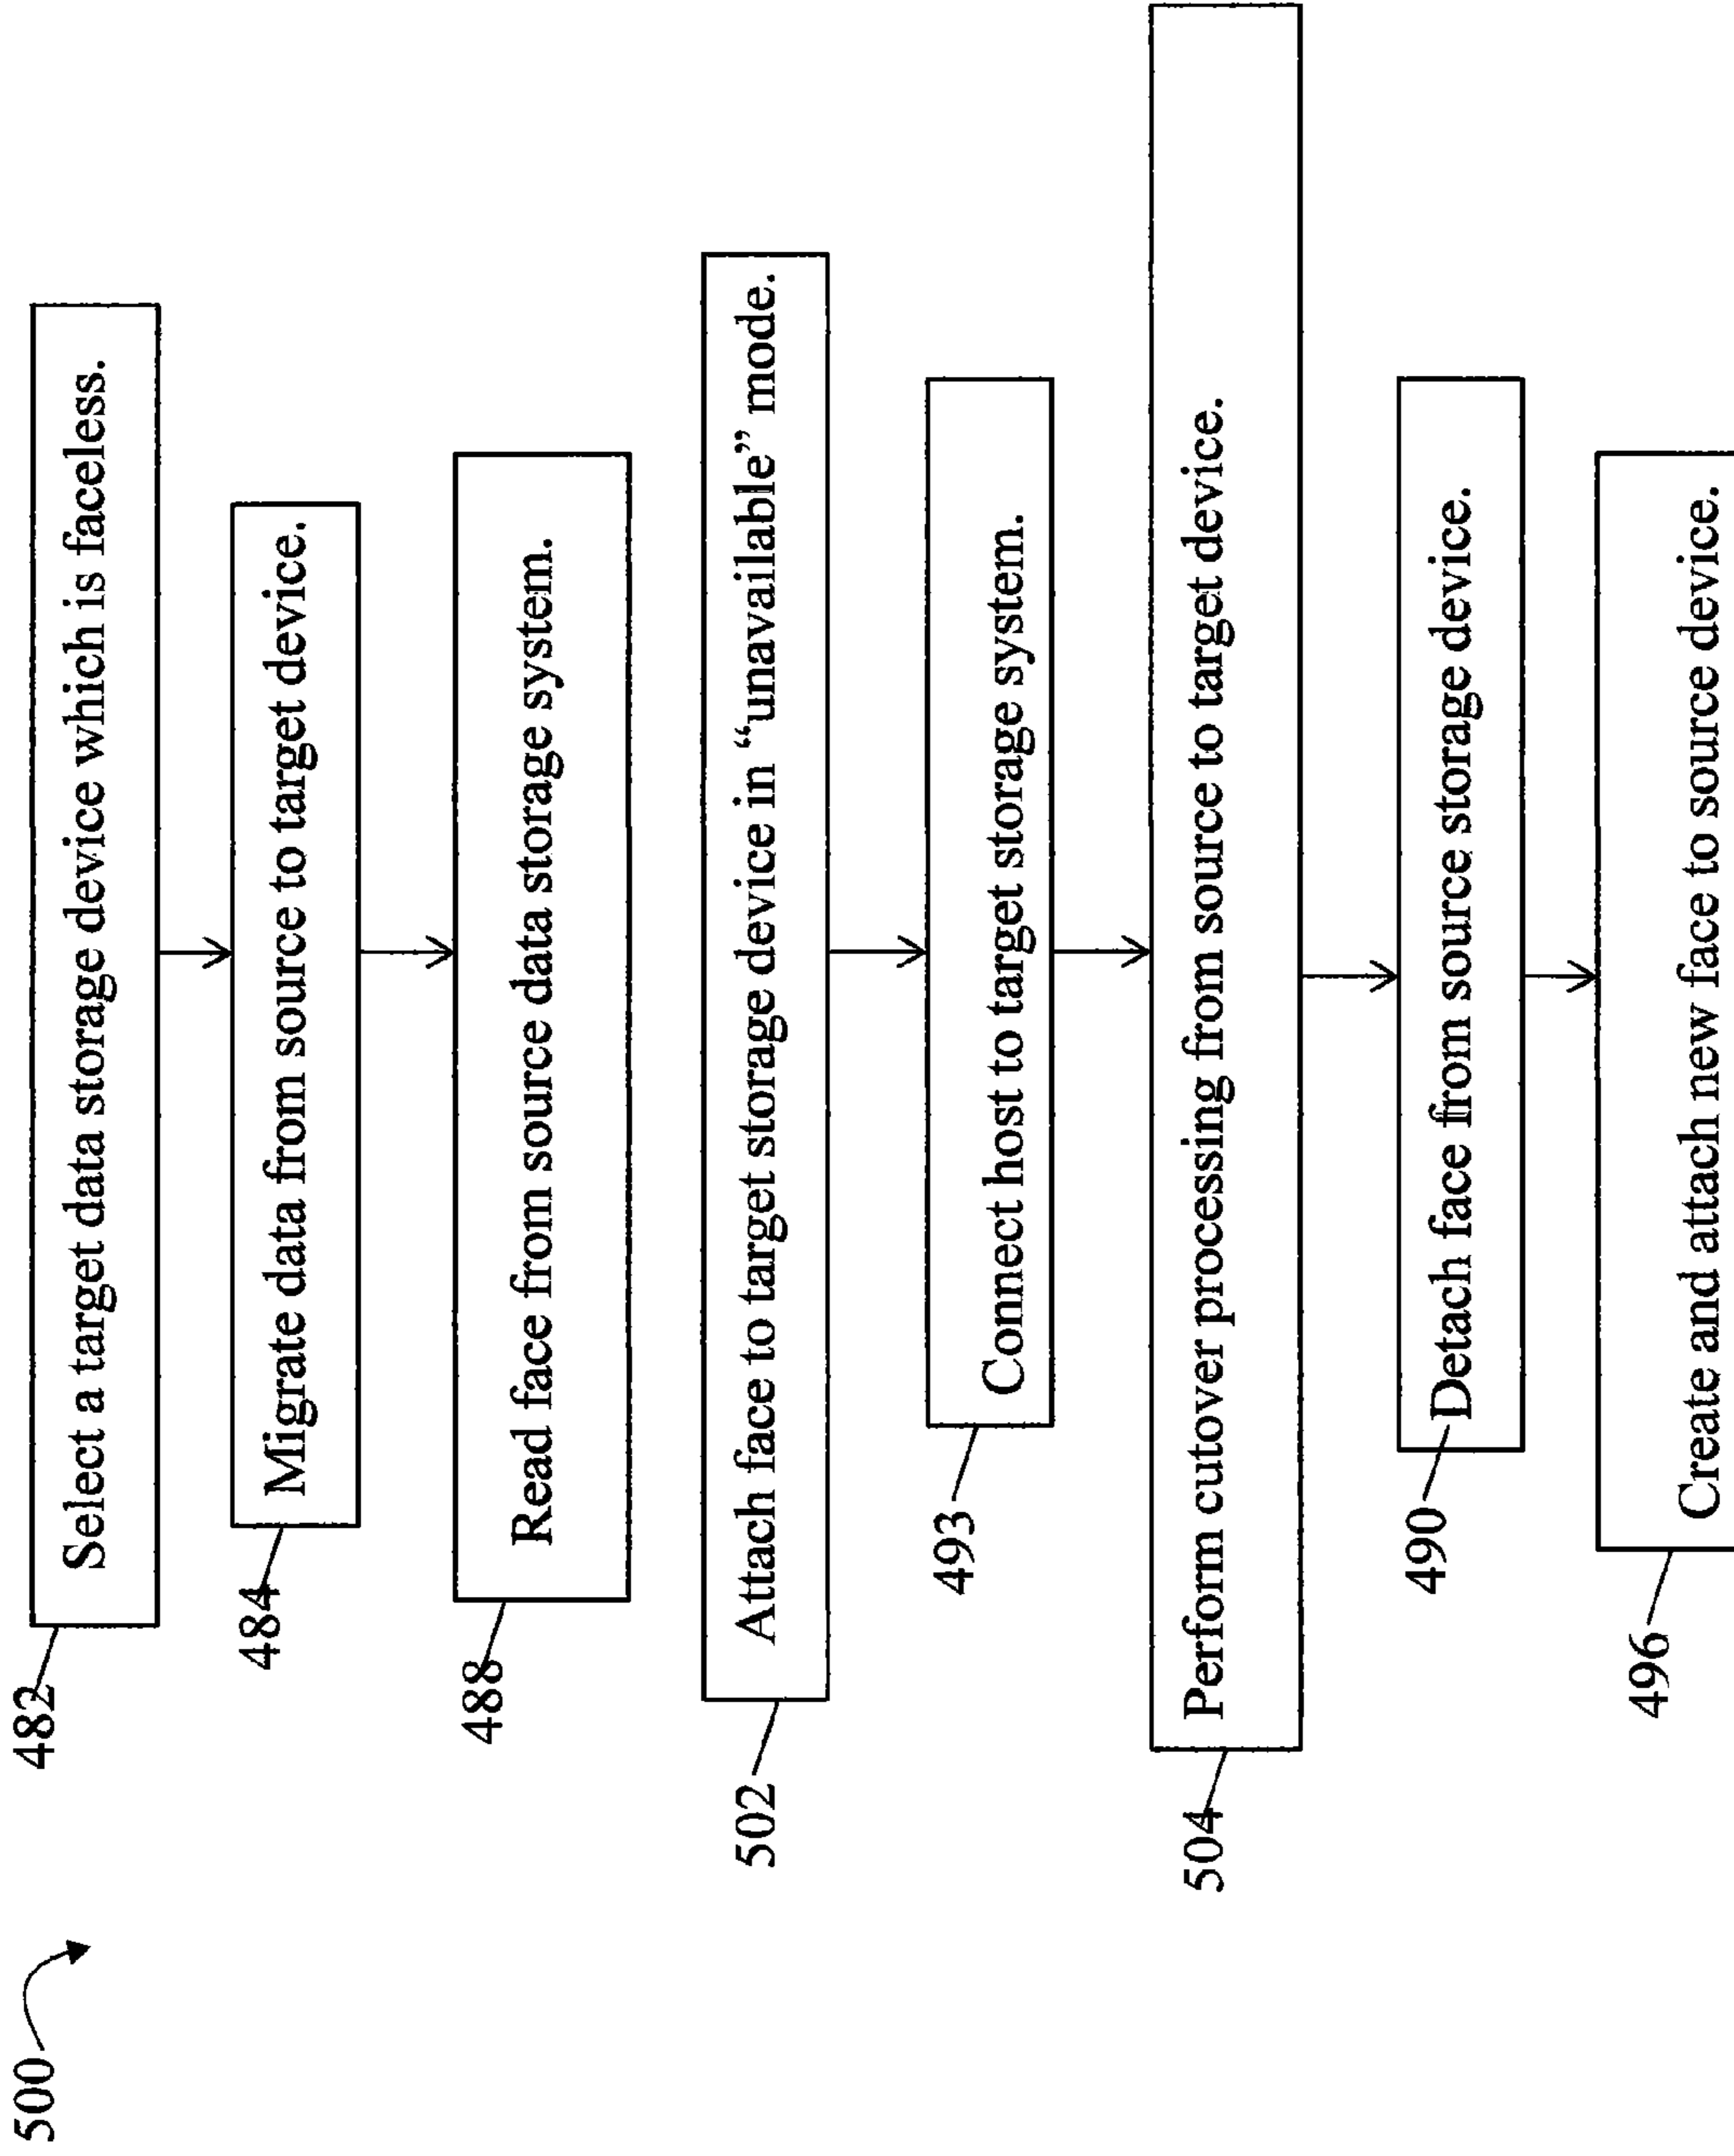 500
482
Select a target data storage device which is faceless.
484
Migrate data from source to target device.
488
Read face from source data storage system.
502
Attach face to target storage device in “unavailable” mode.
493
Connect host to target storage system.
504
Perform cutover processing from source to target device.
490
Detach face from source storage device.
496
Create and attach new face to source device.